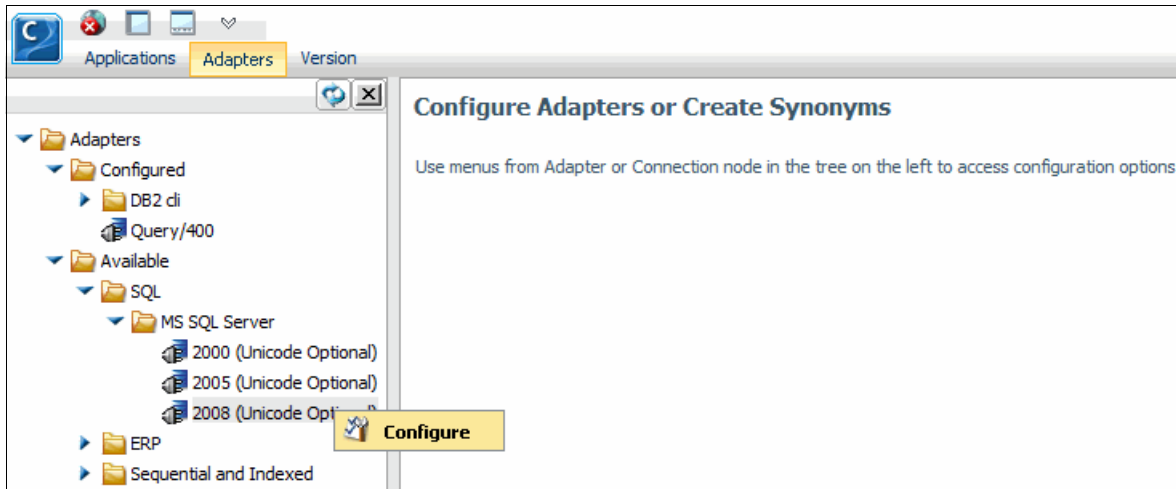 C
Applications Adapters Version
Configure Adapters or Create Synonyms
Use menus from Adapter or Connection node in the tree on the left to access configuration options
Adapters
Configured
DB2 cli
Query/400
Available
SQL
MS SQL Server
2000 (Unicode Optional)
2005 (Unicode Optional)
2008 (Unicode
Configure
ERP
Sequential and Indexed